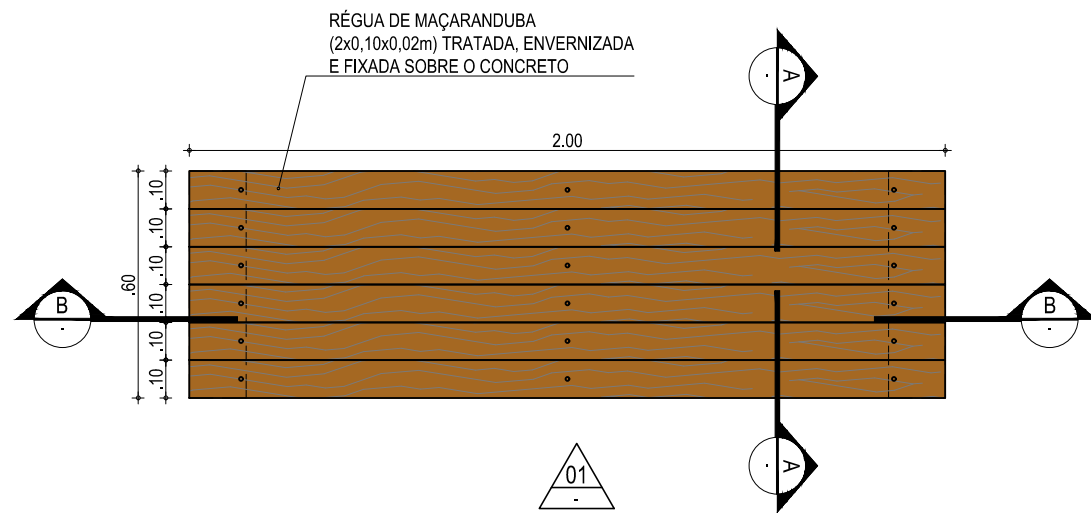 RÉGUA DE MAÇARANDUBA
(2x0,10x0,02m) TRATADA, ENVERNIZADA
E FIXADA SOBRE O CONCRETO
A
2.00
.10
.10
.10
.10
.10
.10
.60
B
-
B
-
A
01
-